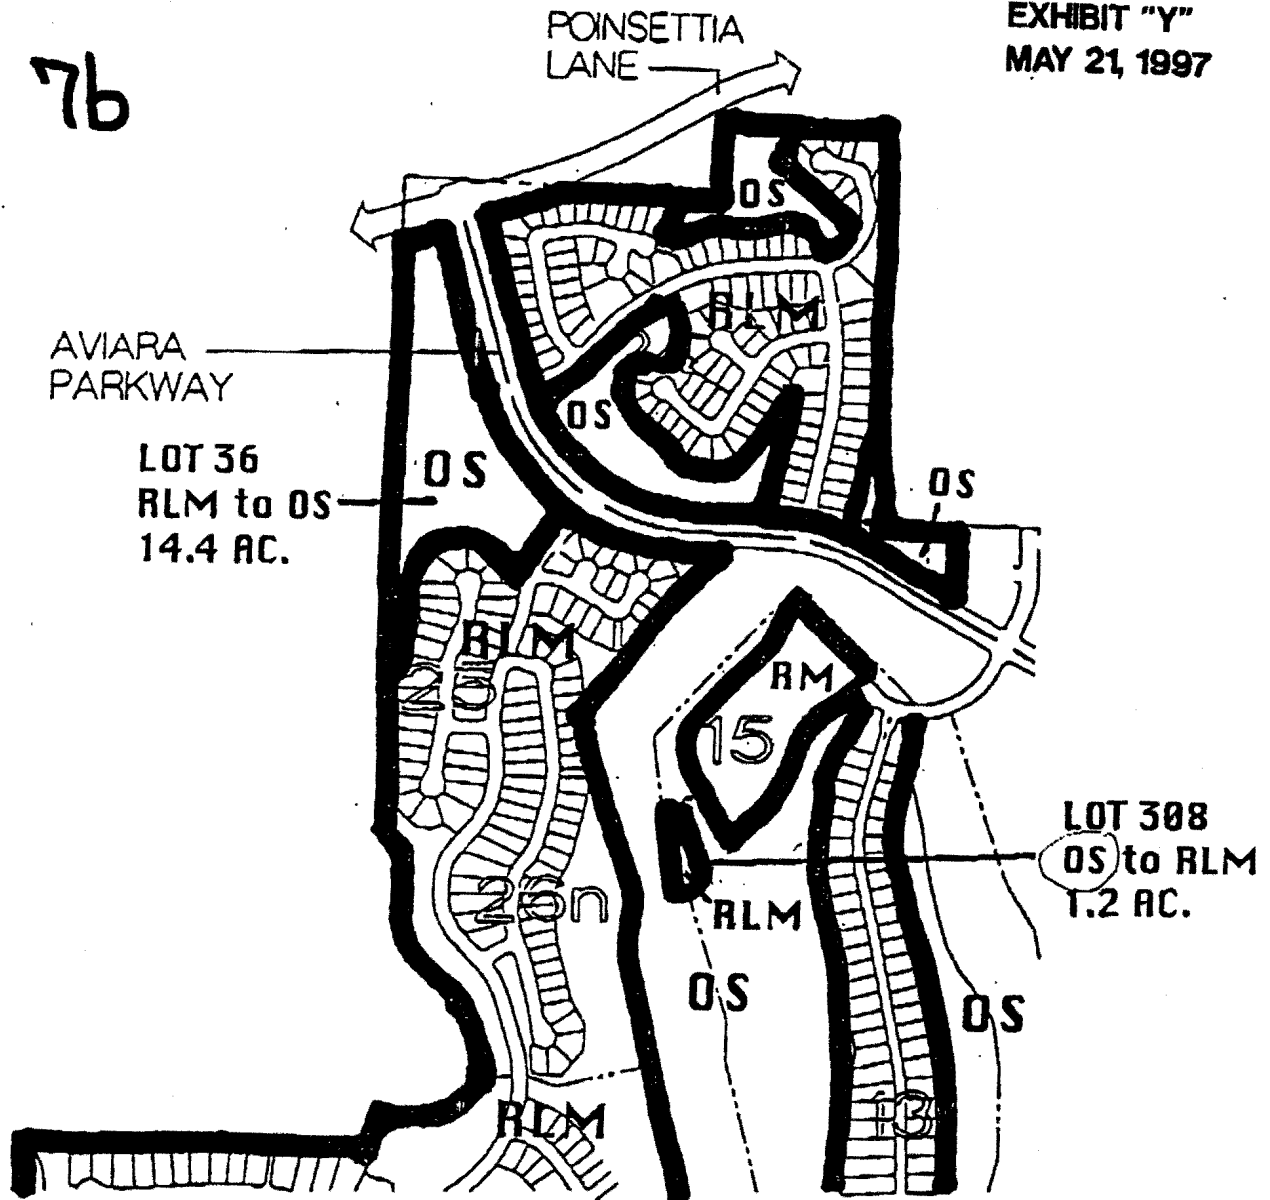 7b
POINSETTIA
LANE
EXHIBIT "Y"
MAY 21, 1997
OS
RLM
AVIARA
PARKWAY
OS
LOT 36
RLM to OS
14.4 AC.
OS
OS
RLM
RM
15
LOT 308
OS to RLM
1.2 AC.
RLM
OS
OS
13
RLM